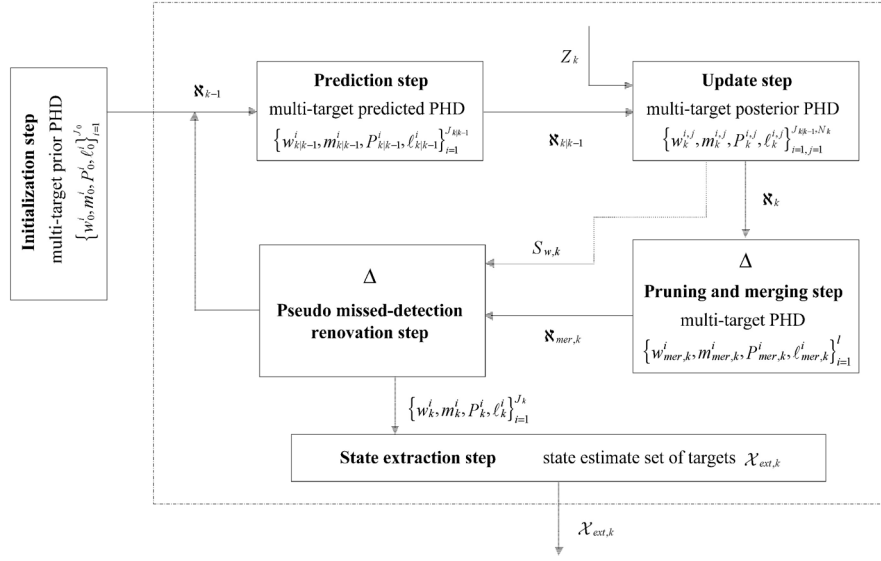 Initialization step
multi-target prior PHD
{w_0^i, m_0^i, P_0^i, ℓ_0^i}_{i=1}^{J_0}
ℵ_{k-1}
Prediction step
multi-target predicted PHD
{w_{k|k-1}^i, m_{k|k-1}^i, P_{k|k-1}^i, ℓ_{k|k-1}^i}_{i=1}^{J_{k|k-1}}
ℵ_{k|k-1}
Z_k
Update step
multi-target posterior PHD
{w_k^{i,j}, m_k^{i,j}, P_k^{i,j}, ℓ_k^{i,j}}_{i=1, j=1}^{J_{k|k-1}, N_k}
ℵ_k
S_{w,k}
Δ
Pseudo missed-detection
renovation step
ℵ_{mer,k}
Δ
Pruning and merging step
multi-target PHD
{w_{mer,k}^i, m_{mer,k}^i, P_{mer,k}^i, ℓ_{mer,k}^i}_{i=1}^l
{w_k^i, m_k^i, P_k^i, ℓ_k^i}_{i=1}^{J_k}
State extraction step state estimate set of targets 𝒳_{ext,k}
𝒳_{ext,k}